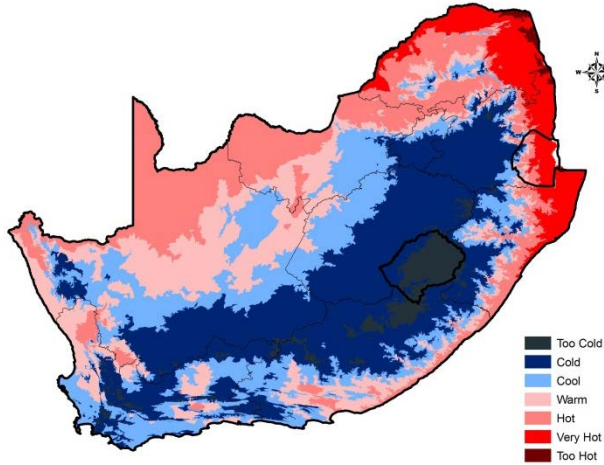 N
W
E
S
Too Cold
Cold
Cool
Warm
Hot
Very Hot
Too Hot